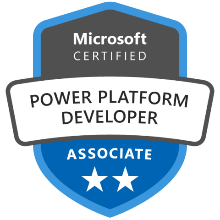 Microsoft
CERTIFIED
POWER PLATFORM
DEVELOPER
ASSOCIATE